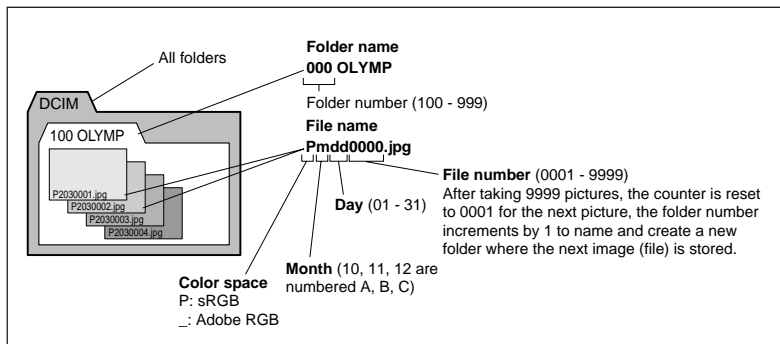 All folders
DCIM
100 OLYMP
P2030001.jpg
P2030002.jpg
P2030003.jpg
P2030004.jpg
Folder name
000 OLYMP
Folder number (100 - 999)
File name
Pmdd0000.jpg
File number (0001 - 9999)
After taking 9999 pictures, the counter is reset
to 0001 for the next picture, the folder number
increments by 1 to name and create a new
folder where the next image (file) is stored.
Day (01 - 31)
Month (10, 11, 12 are
numbered A, B, C)
Color space
P: sRGB
_: Adobe RGB